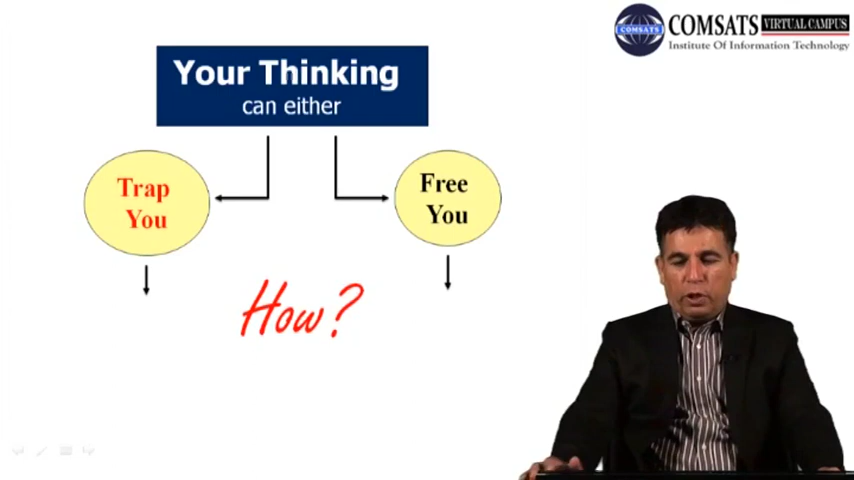 COMSATS VIRTUAL CAMPUS
COMSATS
Institute Of Information Technology
Your Thinking
can either
Trap
You
Free
You
How?